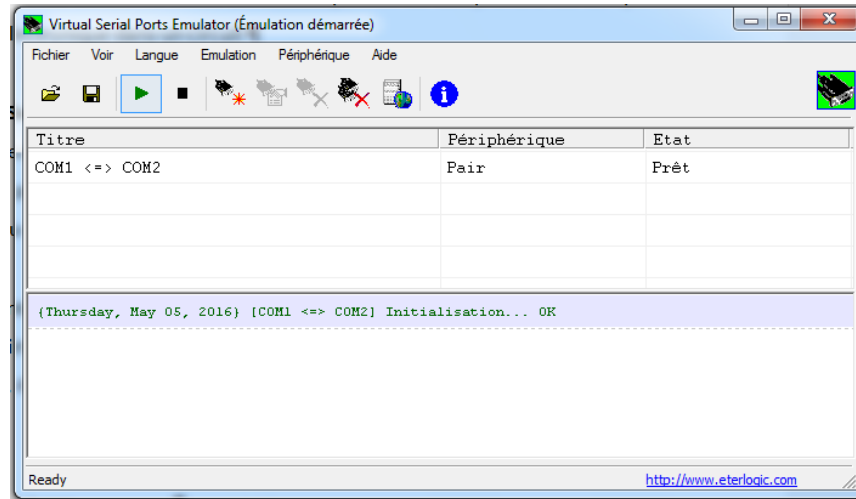 Virtual Serial Ports Emulator (Émulation démarrée)
Fichier Voir Langue Emulation Périphérique Aide
Titre Périphérique Etat
COM1 <=> COM2 Pair Prêt
{Thursday, May 05, 2016} [COM1 <=> COM2] Initialisation... OK
Ready http://www.eterlogic.com